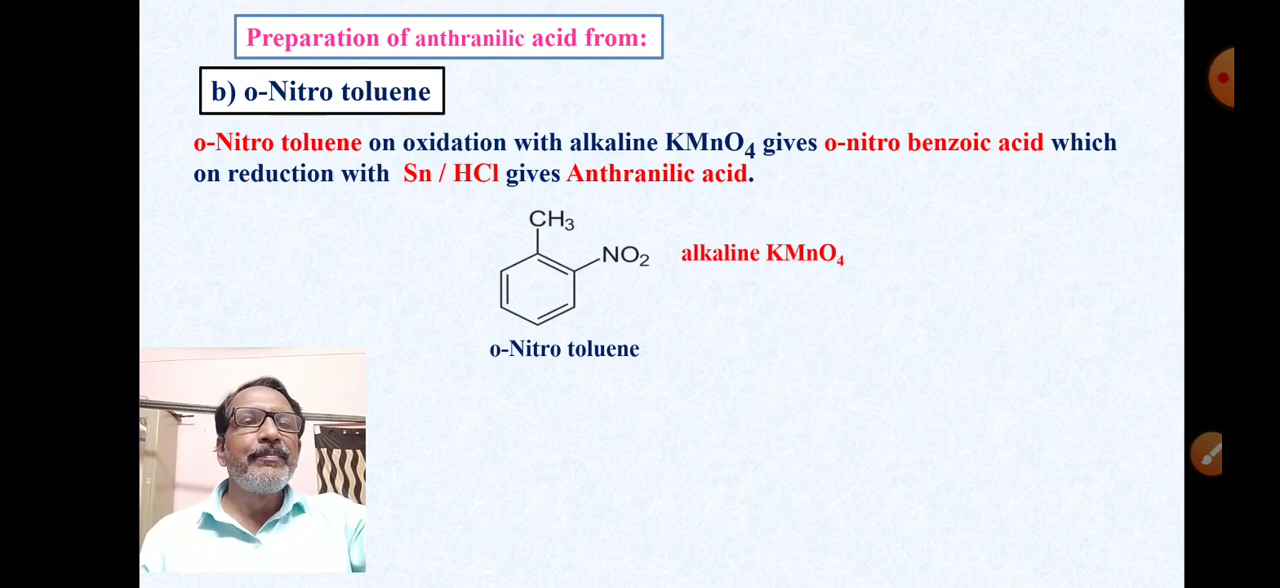 Preparation of anthranilic acid from:
b) o-Nitro toluene
o-Nitro toluene on oxidation with alkaline KMnO₄ gives o-nitro benzoic acid which
on reduction with Sn / HCl gives Anthranilic acid.
CH₃
NO₂ alkaline KMnO₄
o-Nitro toluene